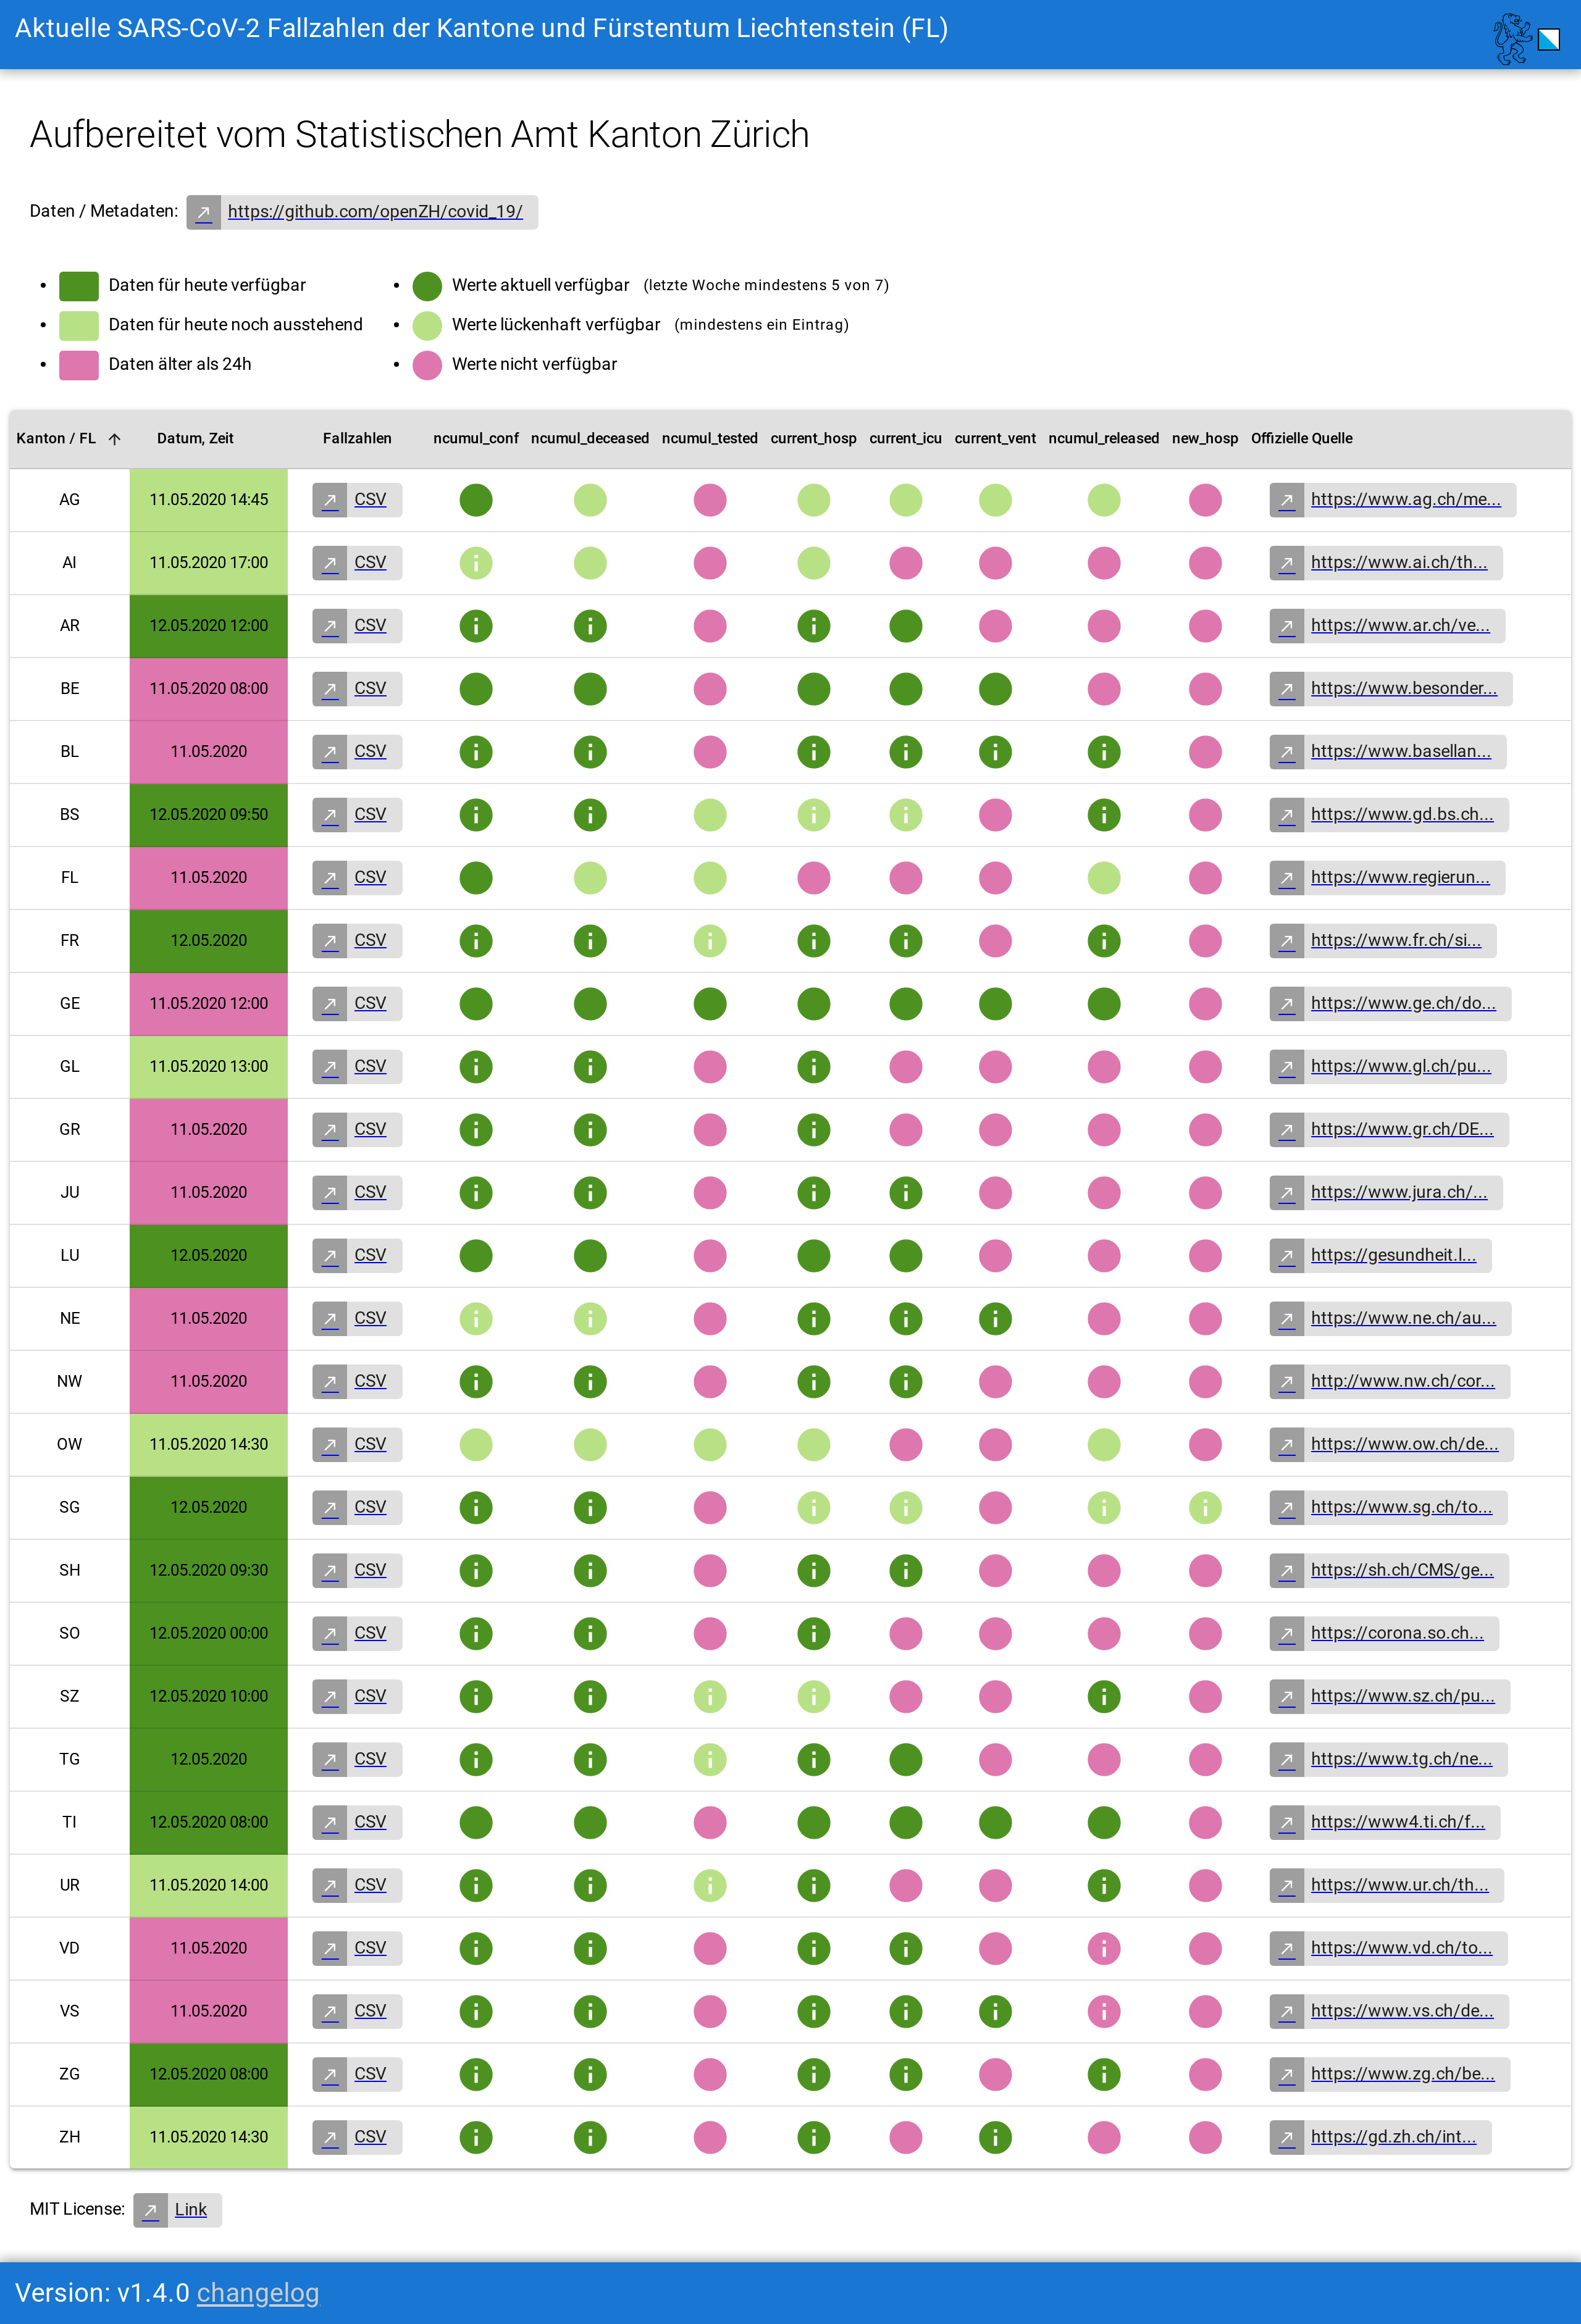 Aktuelle SARS-CoV-2 Fallzahlen der Kantone und Fürstentum Liechtenstein (FL)
Aufbereitet vom Statistischen Amt Kanton Zürich
Daten / Metadaten: https://github.com/openZH/covid_19/
Daten für heute verfügbar
Daten für heute noch ausstehend
Daten älter als 24h
Werte aktuell verfügbar (letzte Woche mindestens 5 von 7)
Werte lückenhaft verfügbar (mindestens ein Eintrag)
Werte nicht verfügbar
Kanton / FL Datum, Zeit Fallzahlen ncumul_conf ncumul_deceased ncumul_tested current_hosp current_icu current_vent ncumul_released new_hosp Offizielle Quelle
AG 11.05.2020 14:45 CSV https://www.ag.ch/me...
AI 11.05.2020 17:00 CSV https://www.ai.ch/th...
AR 12.05.2020 12:00 CSV https://www.ar.ch/ve...
BE 11.05.2020 08:00 CSV https://www.besonder...
BL 11.05.2020 CSV https://www.basellan...
BS 12.05.2020 09:50 CSV https://www.gd.bs.ch...
FL 11.05.2020 CSV https://www.regierun...
FR 12.05.2020 CSV https://www.fr.ch/si...
GE 11.05.2020 12:00 CSV https://www.ge.ch/do...
GL 11.05.2020 13:00 CSV https://www.gl.ch/pu...
GR 11.05.2020 CSV https://www.gr.ch/DE...
JU 11.05.2020 CSV https://www.jura.ch/...
LU 12.05.2020 CSV https://gesundheit.l...
NE 11.05.2020 CSV https://www.ne.ch/au...
NW 11.05.2020 CSV http://www.nw.ch/cor...
OW 11.05.2020 14:30 CSV https://www.ow.ch/de...
SG 12.05.2020 CSV https://www.sg.ch/to...
SH 12.05.2020 09:30 CSV https://sh.ch/CMS/ge...
SO 12.05.2020 00:00 CSV https://corona.so.ch...
SZ 12.05.2020 10:00 CSV https://www.sz.ch/pu...
TG 12.05.2020 CSV https://www.tg.ch/ne...
TI 12.05.2020 08:00 CSV https://www4.ti.ch/f...
UR 11.05.2020 14:00 CSV https://www.ur.ch/th...
VD 11.05.2020 CSV https://www.vd.ch/to...
VS 11.05.2020 CSV https://www.vs.ch/de...
ZG 12.05.2020 08:00 CSV https://www.zg.ch/be...
ZH 11.05.2020 14:30 CSV https://gd.zh.ch/int...
MIT License: Link
Version: v1.4.0 changelog